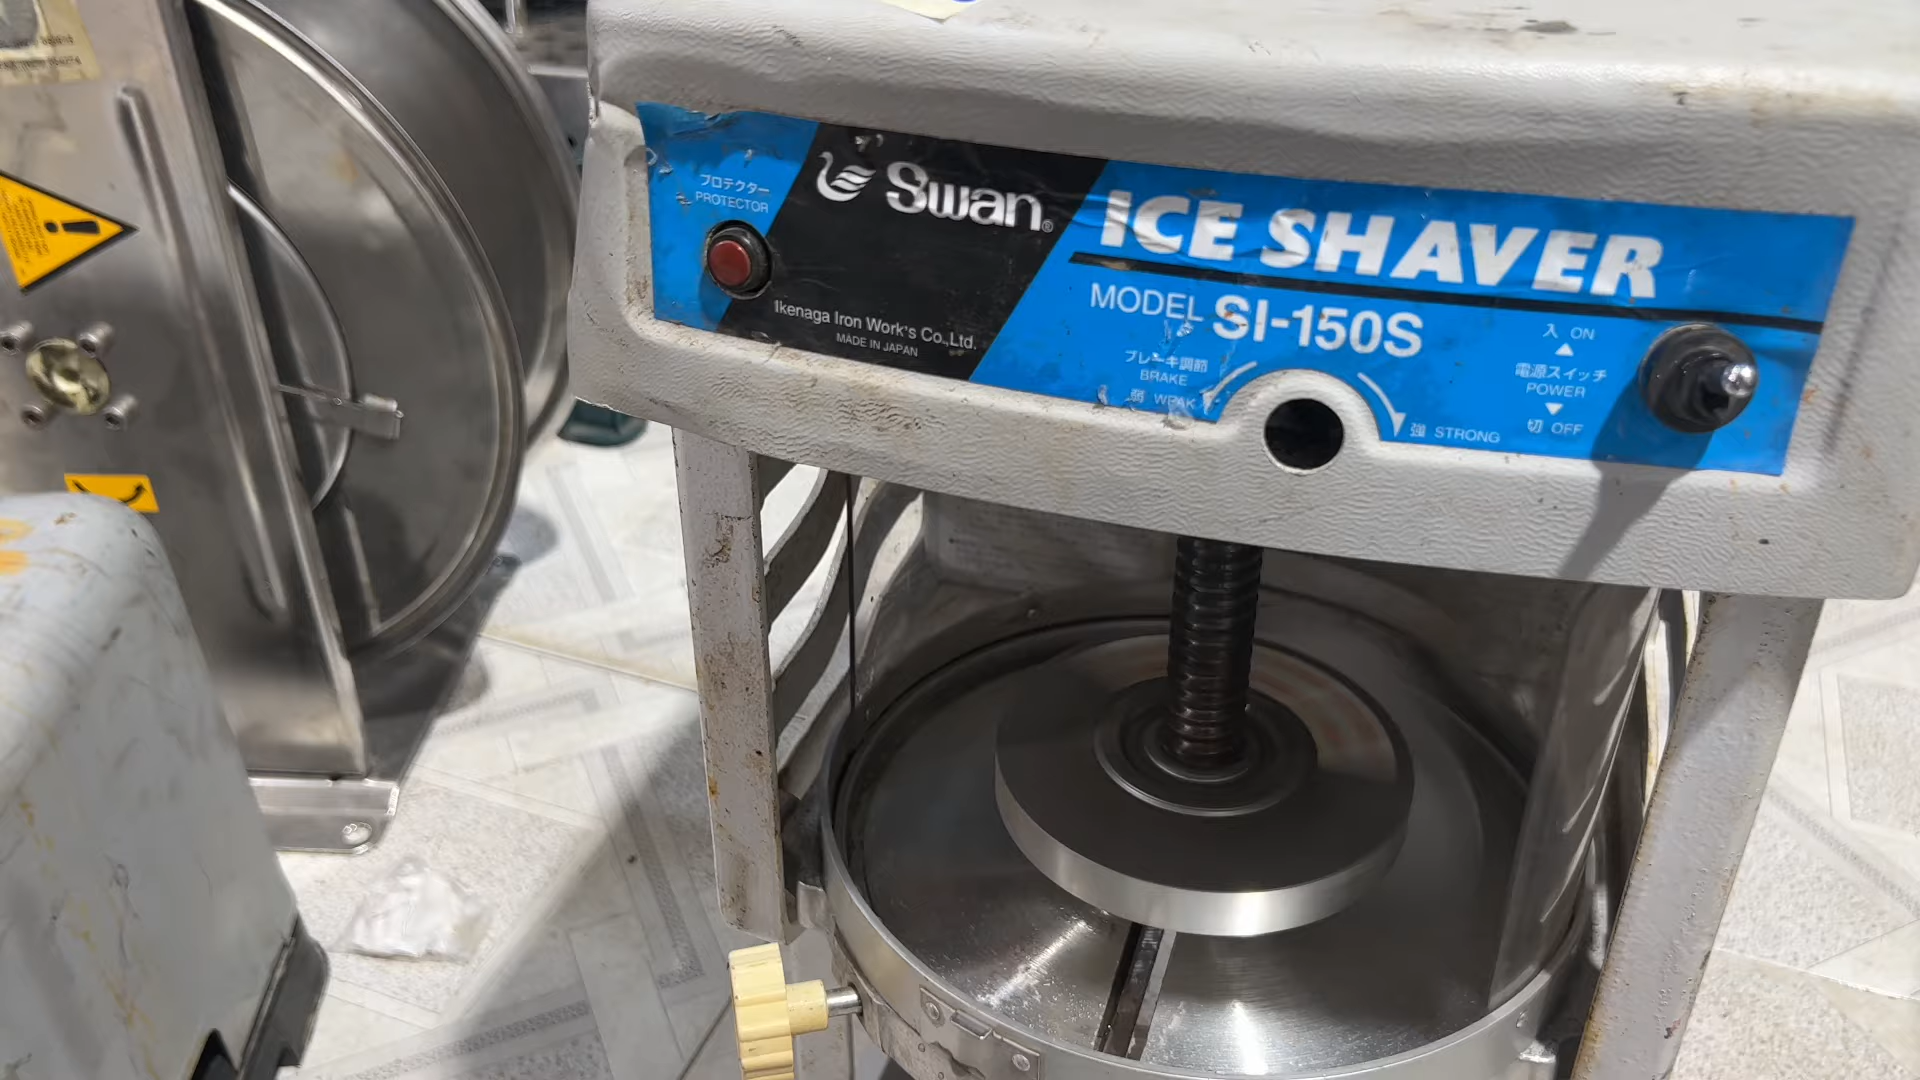 プロテクター
PROTECTOR
Swan®
Ikenaga Iron Work's Co.,Ltd.
MADE IN JAPAN
ICE SHAVER
MODEL SI-150S
ブレーキ調節
BRAKE
弱 WEAK
強 STRONG
入 ON
電源スイッチ
POWER
切 OFF